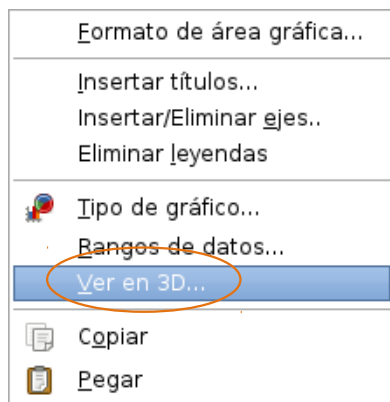 Formato de área gráfica...
Insertar títulos...
Insertar/Eliminar ejes..
Eliminar leyendas
Tipo de gráfico...
Rangos de datos...
Ver en 3D...
Copiar
Pegar